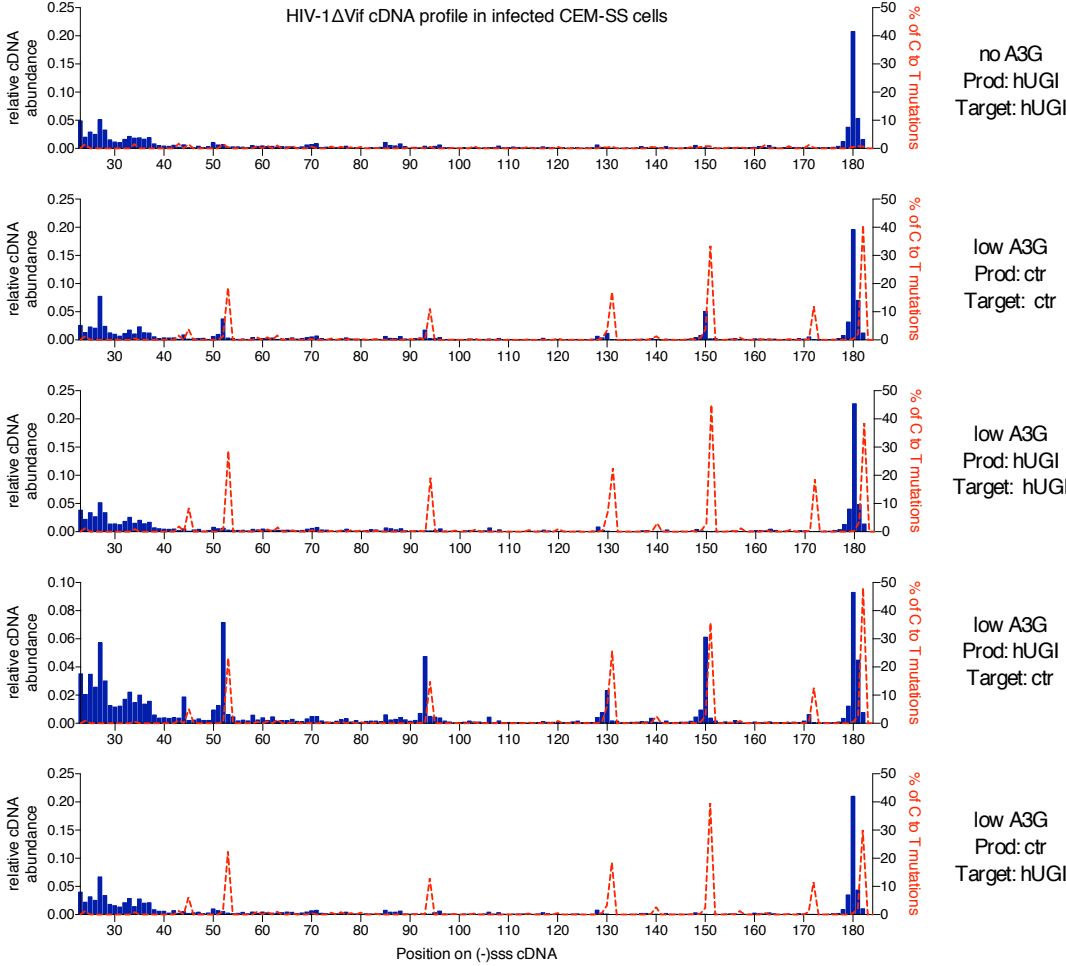 HIV-1ΔVif cDNA profile in infected CEM-SS cells
relative cDNA
abundance
0.25
0.20
0.15
0.10
0.05
0.00
30 40 50 60 70 80 90 100 110 120 130 140 150 160 170 180
50
40
30
20
10
0
% of C to T mutations
no A3G
Prod: hUGI
Target: hUGI
relative cDNA
abundance
0.25
0.20
0.15
0.10
0.05
0.00
30 40 50 60 70 80 90 100 110 120 130 140 150 160 170 180
50
40
30
20
10
0
% of C to T mutations
low A3G
Prod: ctr
Target: ctr
relative cDNA
abundance
0.25
0.20
0.15
0.10
0.05
0.00
30 40 50 60 70 80 90 100 110 120 130 140 150 160 170 180
50
40
30
20
10
0
% of C to T mutations
low A3G
Prod: hUGI
Target: hUGI
relative cDNA
abundance
0.10
0.08
0.06
0.04
0.02
0.00
30 40 50 60 70 80 90 100 110 120 130 140 150 160 170 180
50
40
30
20
10
0
% of C to T mutations
low A3G
Prod: hUGI
Target: ctr
relative cDNA
abundance
0.25
0.20
0.15
0.10
0.05
0.00
30 40 50 60 70 80 90 100 110 120 130 140 150 160 170 180
50
40
30
20
10
0
% of C to T mutations
low A3G
Prod: ctr
Target: hUGI
Position on (-)sss cDNA